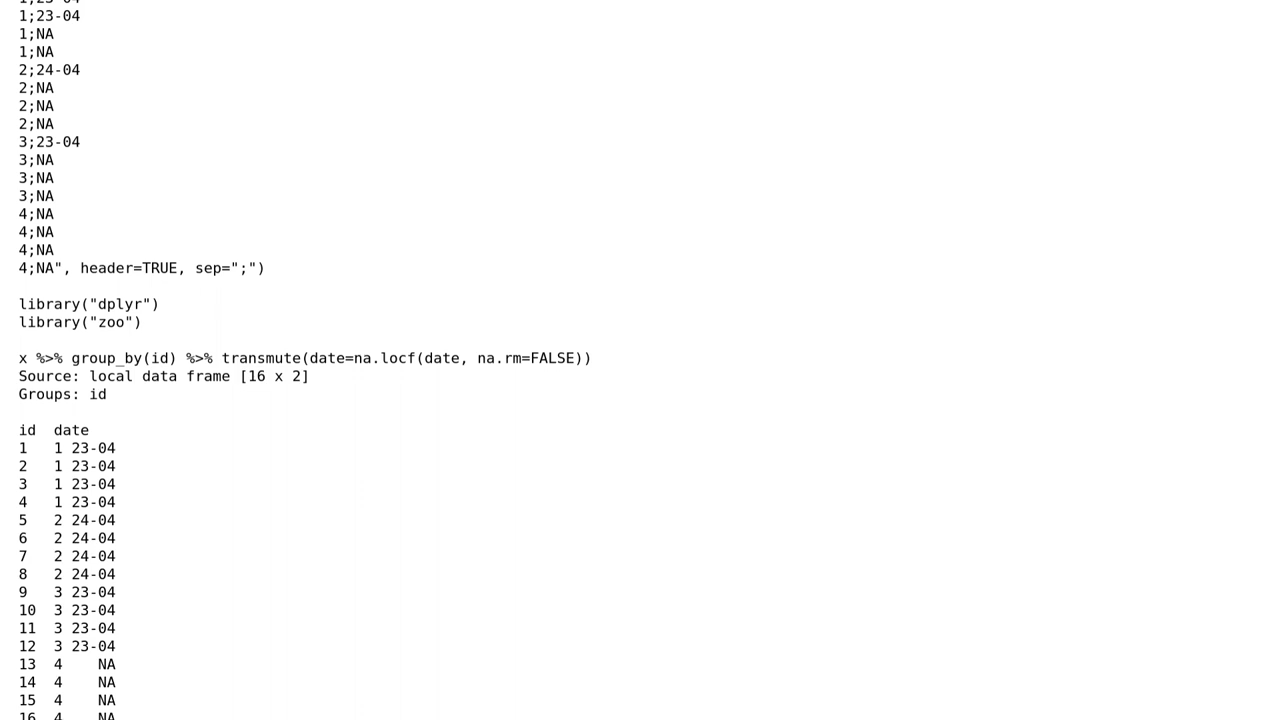 1;23-04
1;23-04
1;NA
1;NA
2;24-04
2;NA
2;NA
2;NA
3;23-04
3;NA
3;NA
3;NA
4;NA
4;NA
4;NA
4;NA", header=TRUE, sep=";")

library("dplyr")
library("zoo")

x %>% group_by(id) %>% transmute(date=na.locf(date, na.rm=FALSE))
Source: local data frame [16 x 2]
Groups: id

id  date
1   1 23-04
2   1 23-04
3   1 23-04
4   1 23-04
5   2 24-04
6   2 24-04
7   2 24-04
8   2 24-04
9   3 23-04
10  3 23-04
11  3 23-04
12  3 23-04
13  4    NA
14  4    NA
15  4    NA
16  4    NA